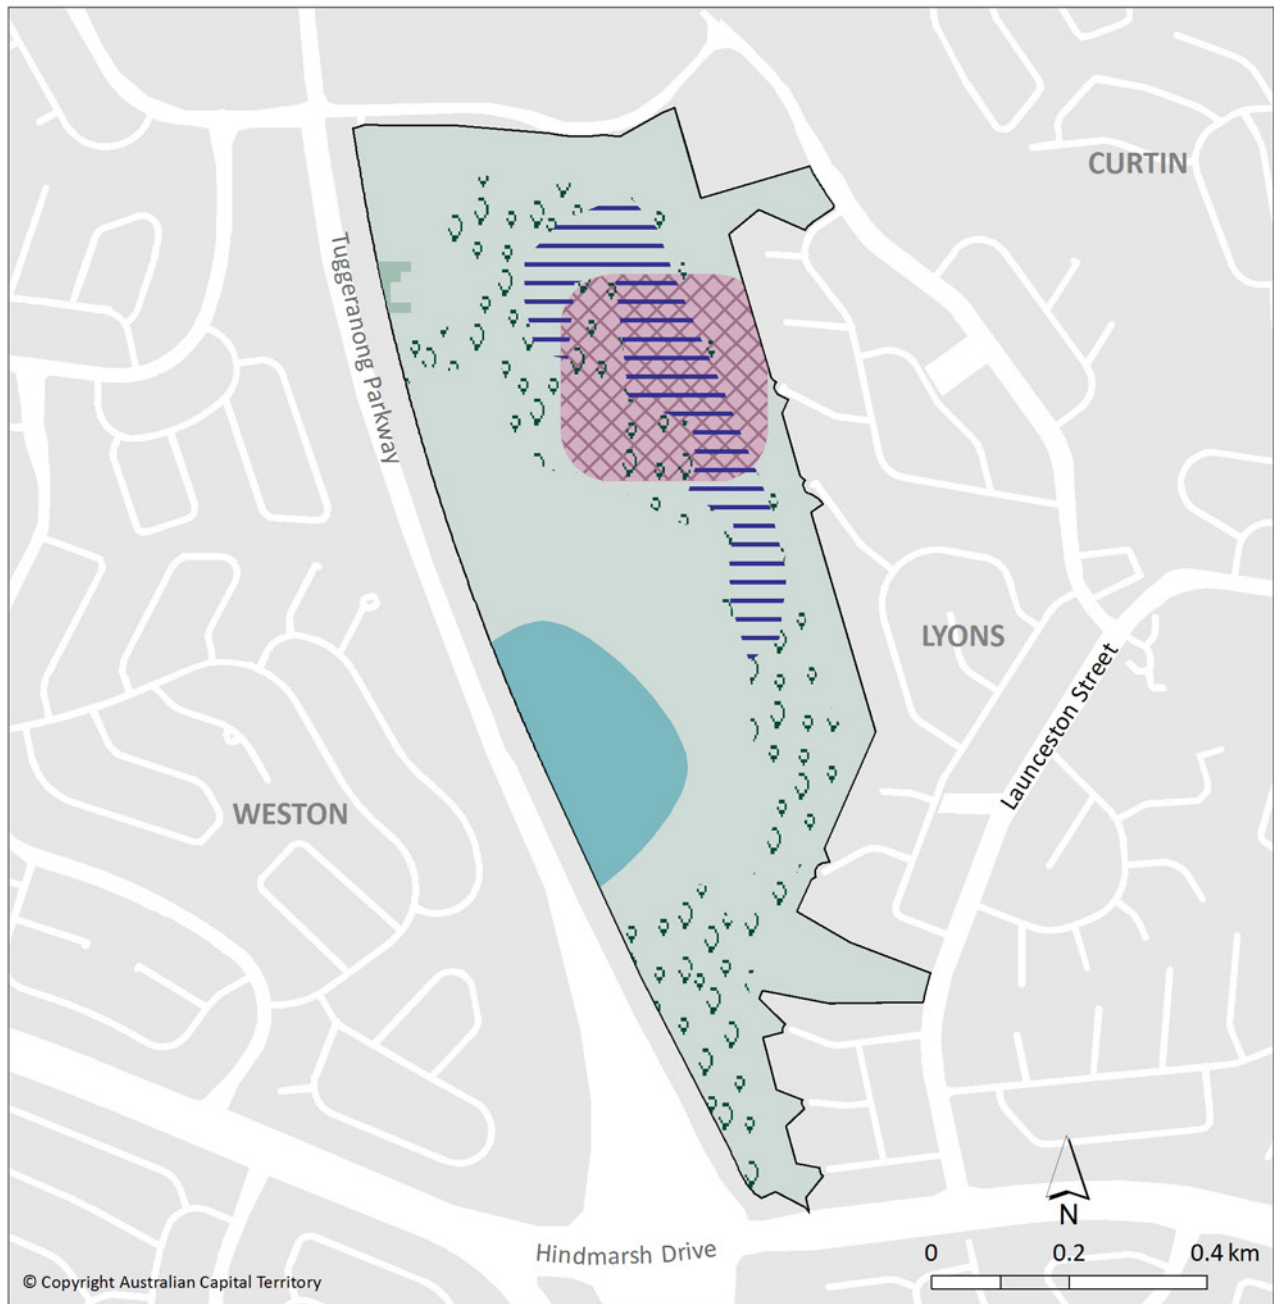 CURTIN
Tuggeranong Parkway
LYONS
Launceston Street
WESTON
N
Hindmarsh Drive
0 0.2 0.4 km
© Copyright Australian Capital Territory